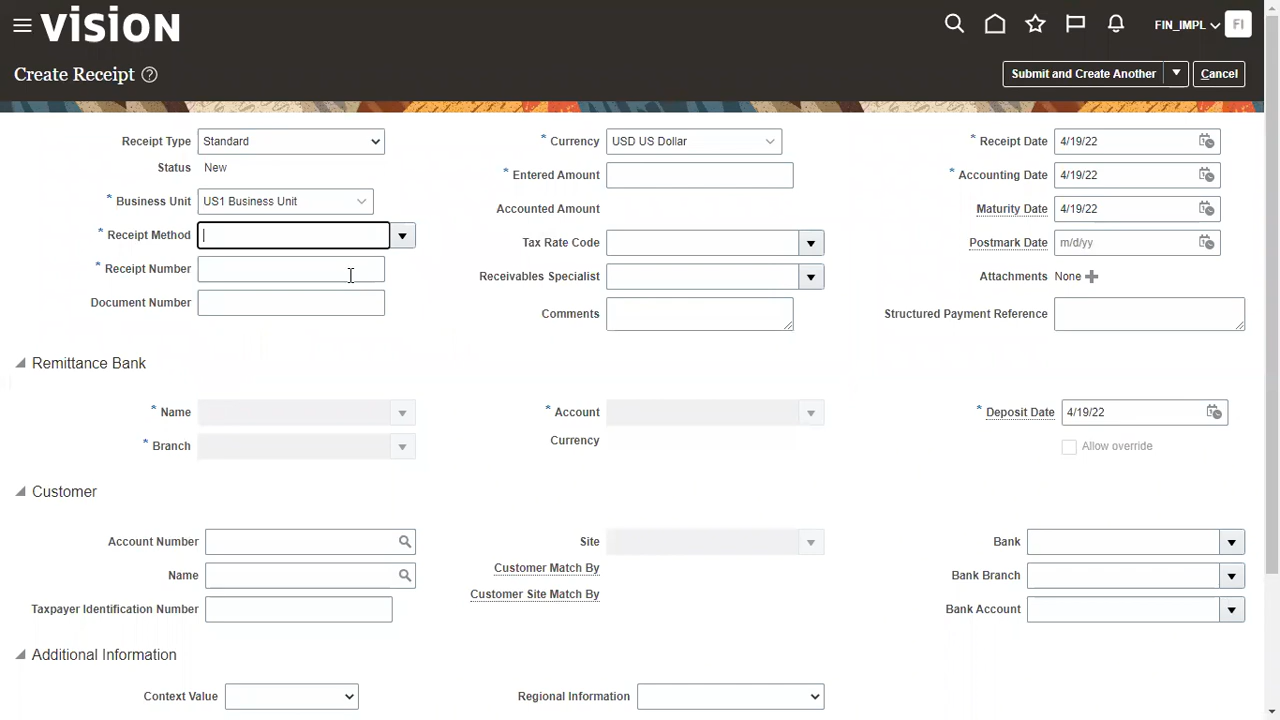 vision
FIN_IMPL FI
Create Receipt ?
Submit and Create Another Cancel
Receipt Type Standard
* Currency USD US Dollar
* Receipt Date 4/19/22
Status New
* Entered Amount
* Accounting Date 4/19/22
* Business Unit US1 Business Unit
Accounted Amount
Maturity Date 4/19/22
* Receipt Method
Tax Rate Code
Postmark Date m/d/yy
* Receipt Number
Receivables Specialist
Attachments None
Document Number
Comments
Structured Payment Reference
Remittance Bank
* Name
* Account
* Deposit Date 4/19/22
* Branch
Currency
Allow override
Customer
Account Number
Site
Bank
Name
Customer Match By
Bank Branch
Customer Site Match By
Taxpayer Identification Number
Bank Account
Additional Information
Context Value
Regional Information